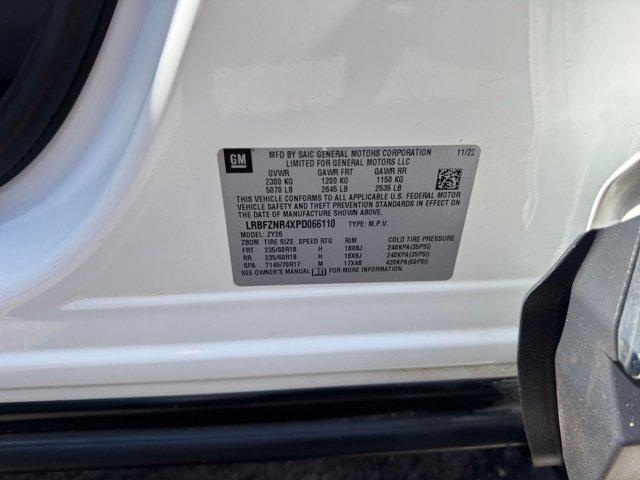 GM MFD BY SAIC GENERAL MOTORS CORPORATION 11/22
LIMITED FOR GENERAL MOTORS LLC
GVWR GAWR FRT GAWR RR
2300 KG 1200 KG 1150 KG
5070 LB 2645 LB 2535 LB
THIS VEHICLE CONFORMS TO ALL APPLICABLE U.S. FEDERAL MOTOR
VEHICLE SAFETY AND THEFT PREVENTION STANDARDS IN EFFECT ON
THE DATE OF MANUFACTURE SHOWN ABOVE.
LRBFZNR4XPD066110 TYPE: M.P.V.
MODEL: ZY26
ZBOM TIRE SIZE SPEED RTG RIM COLD TIRE PRESSURE
FRT 235/60R18 H 18X8J 240KPA(35PSI)
RR 235/60R18 H 18X8J 240KPA(35PSI)
SPA T145/70R17 M 17X4B 420KPA(60PSI)
SEE OWNER'S MANUAL FOR MORE INFORMATION.